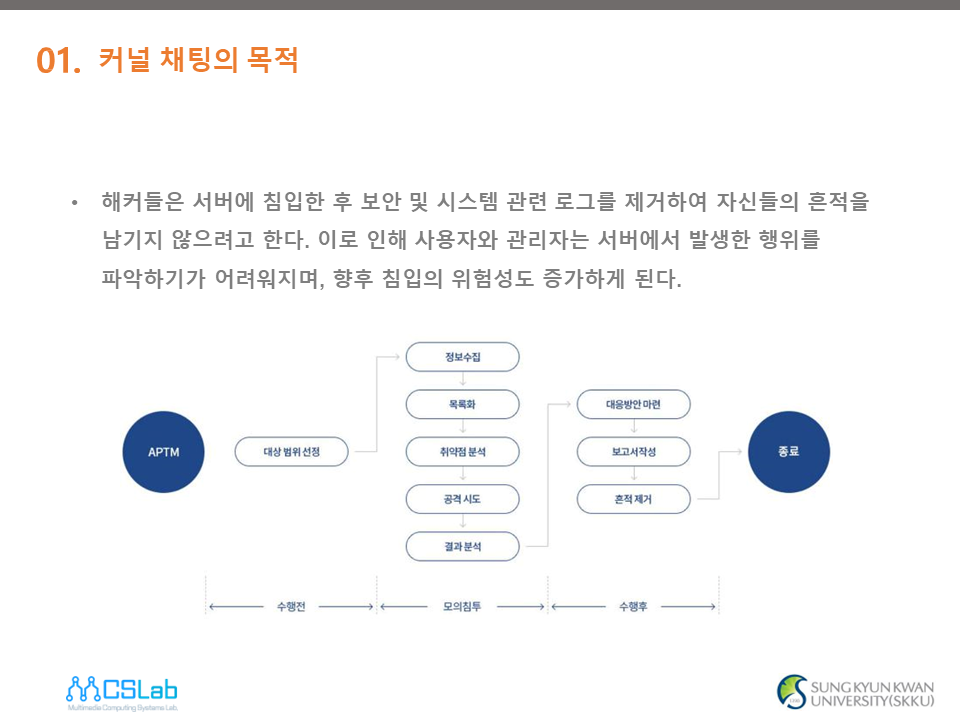 01. 커널 채팅의 목적
• 해커들은 서버에 침입한 후 보안 및 시스템 관련 로그를 제거하여 자신들의 흔적을
남기지 않으려고 한다. 이로 인해 사용자와 관리자는 서버에서 발생한 행위를
파악하기가 어려워지며, 향후 침입의 위험성도 증가하게 된다.
APTM
대상 범위 선정
정보수집
목록화
취약점 분석
공격 시도
결과 분석
대응방안 마련
보고서작성
흔적 제거
종료
수행전
모의침투
수행후
CSLab
Multimedia Computing Systems Lab.
SUNG KYUN KWAN
UNIVERSITY(SKKU)